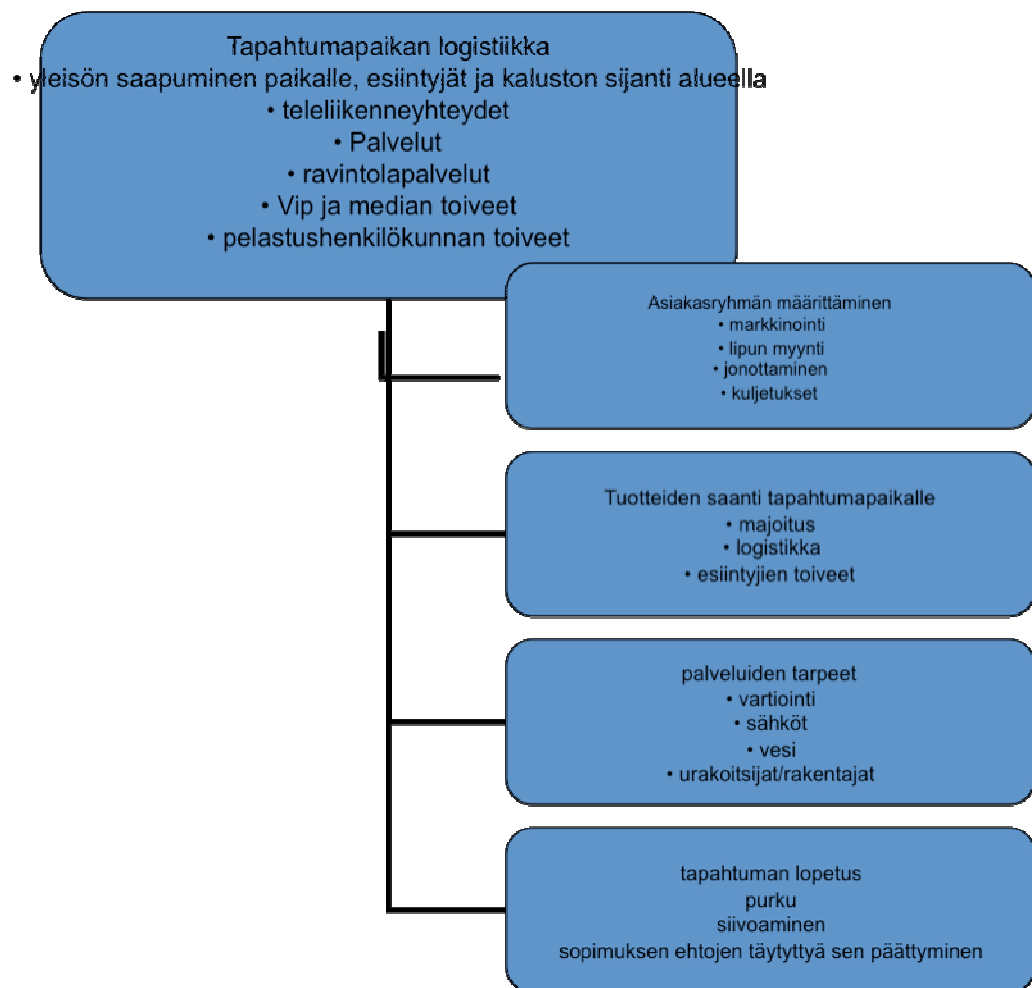 Tapahtumapaikan logistiikka
• yleisön saapuminen paikalle, esiintyjät ja kaluston sijanti alueella
• teleliikenneyhteydet
• Palvelut
• ravintolapalvelut
• Vip ja median toiveet
• pelastushenkilökunnan toiveet
Asiakasryhmän määrittäminen
• markkinointi
• lipun myynti
• jonottaminen
• kuljetukset
Tuotteiden saanti tapahtumapaikalle
• majoitus
• logistikka
• esiintyjien toiveet
palveluiden tarpeet
• vartiointi
• sähköt
• vesi
• urakoitsijat/rakentajat
tapahtuman lopetus
purku
siivoaminen
sopimuksen ehtojen täytyttyä sen päättyminen